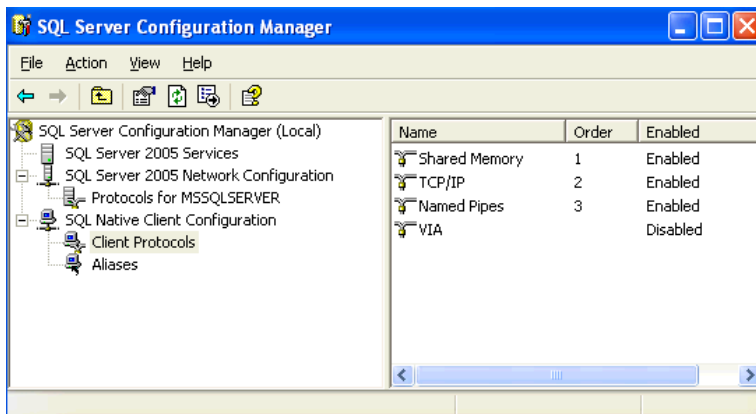 SQL Server Configuration Manager
File Action View Help
SQL Server Configuration Manager (Local)
SQL Server 2005 Services
SQL Server 2005 Network Configuration
Protocols for MSSQLSERVER
SQL Native Client Configuration
Client Protocols
Aliases
Name Order Enabled
Shared Memory 1 Enabled
TCP/IP 2 Enabled
Named Pipes 3 Enabled
VIA Disabled